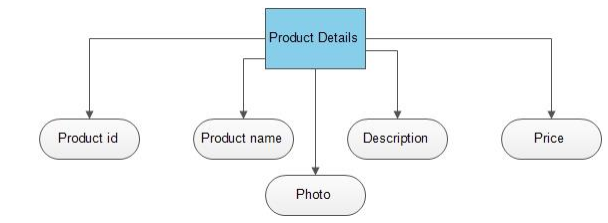 Product Details
Product id
Product name
Description
Price
Photo